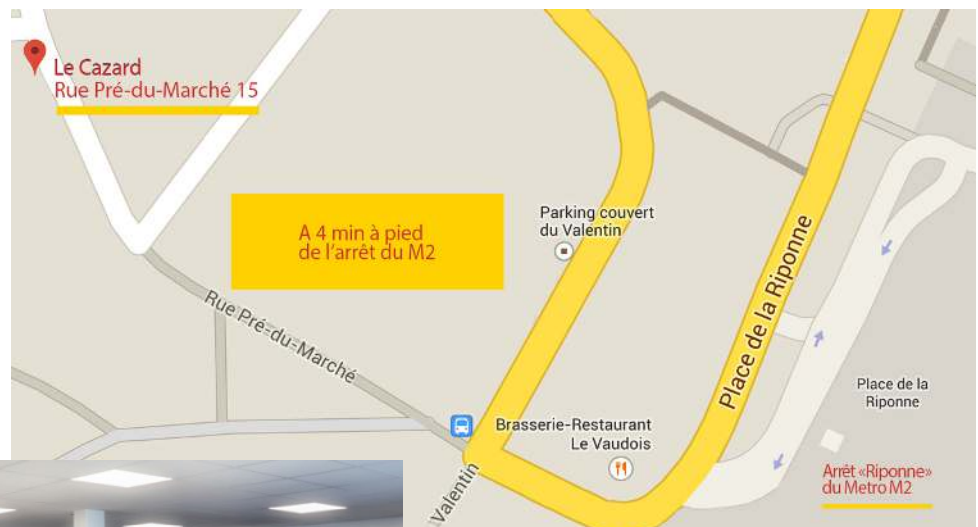 Le Cazard
Rue Pré-du-Marché 15
A 4 min à pied
de l'arrêt du M2
Parking couvert
du Valentin
Place de la Riponne
Rue Pré-du-Marché
Place de la
Riponne
Brasserie-Restaurant
Le Vaudois
Valentin
Arrêt «Riponne»
du Metro M2